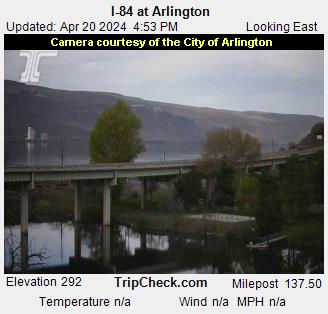 I-84 at Arlington
Updated: Apr 20 2024 4:53 PM Looking East
Camera courtesy of the City of Arlington
Elevation 292 TripCheck.com Milepost 137.50
Temperature n/a Wind n/a MPH n/a